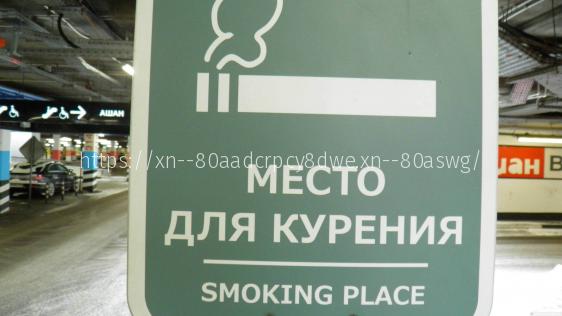 АШАН
https://xn--80aadcrpcy8dwe.xn--80aswg/
МЕСТО
ДЛЯ КУРЕНИЯ
SMOKING PLACE